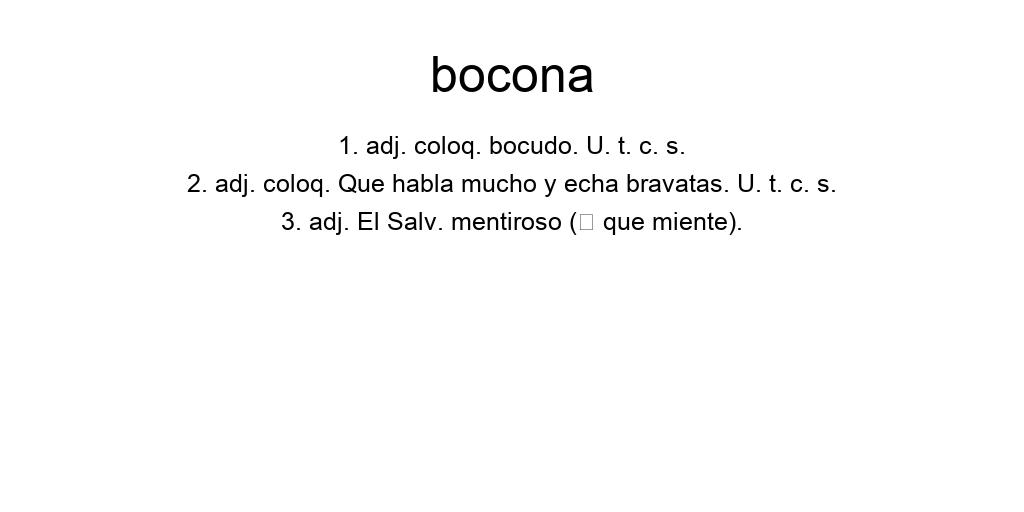 bocona
1. adj. coloq. bocudo. U. t. c. s.
2. adj. coloq. Que habla mucho y echa bravatas. U. t. c. s.
3. adj. El Salv. mentiroso (□ que miente).